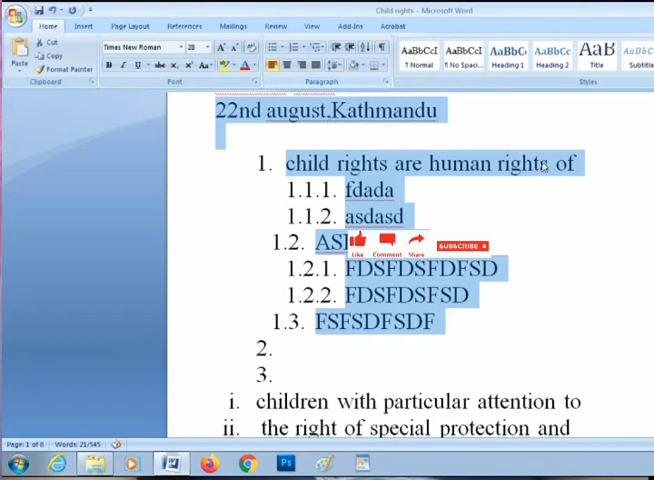 Child rights - Microsoft Word
Home Insert Page Layout References Mailings Review View Add-Ins Acrobat
Cut
Copy
Format Painter
Paste
Times New Roman 28
AaBbCcI AaBbCcI AaBbC AaBbCc AaB AaBbCc
¶ Normal ¶ No Spaci... Heading 1 Heading 2 Title Subtitle
Clipboard Font Paragraph Styles
22nd august,Kathmandu
1. child rights are human rights of
1.1.1. fdada
1.1.2. asdasd
1.2.
Like Comment Share SUBSCRIBE
1.2.1. FDSFDSFDFSD
1.2.2. FDSFDSFSD
1.3. FSFSDFSDF
2.
3.
i. children with particular attention to
ii. the right of special protection and
Page: 1 of 8 Words: 21/545
Ps